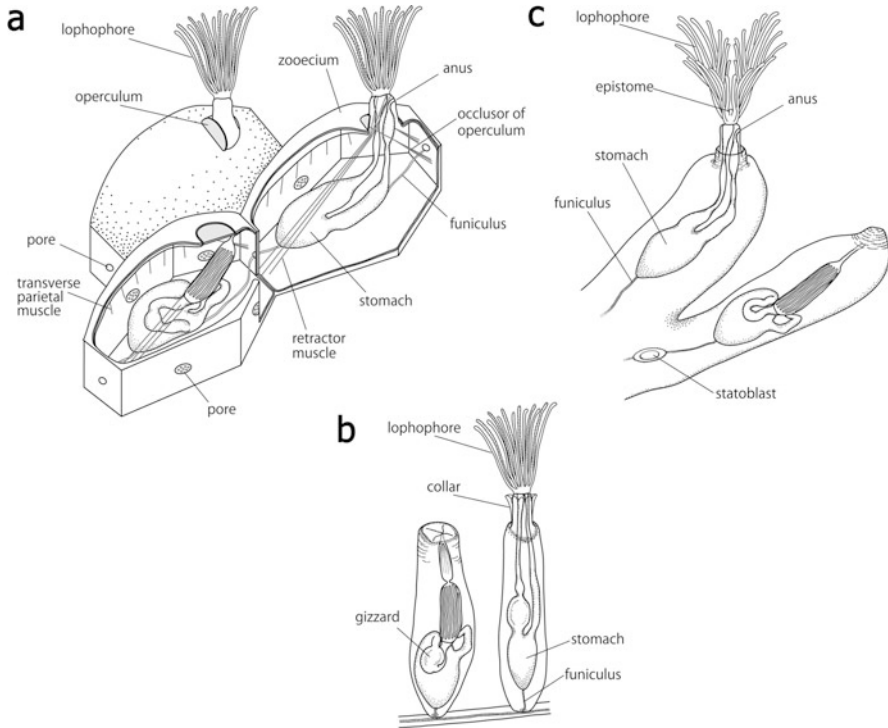 a
lophophore
operculum
zooecium
anus
occlusor of
operculum
funiculus
pore
transverse
parietal
muscle
stomach
retractor
muscle
pore
c
lophophore
epistome
anus
stomach
funiculus
statoblast
b
lophophore
collar
gizzard
stomach
funiculus